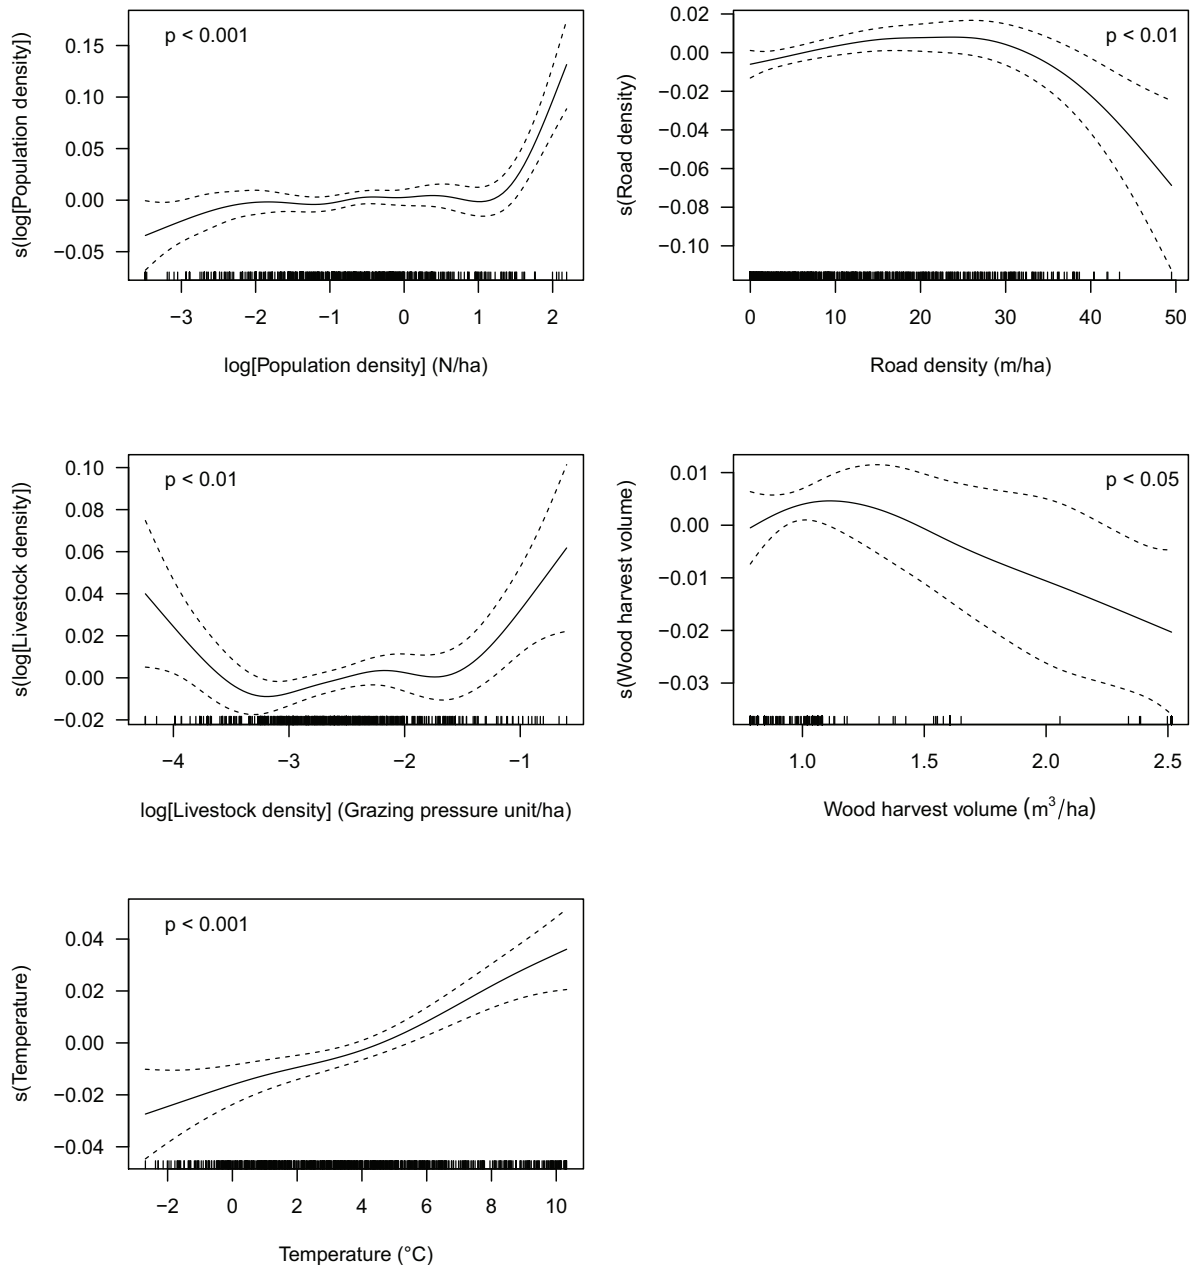 p < 0.001
s(log[Population density])
0.15
0.10
0.05
0.00
−0.05
−3 −2 −1 0 1 2
log[Population density] (N/ha)
p < 0.01
s(Road density)
0.02
0.00
−0.02
−0.04
−0.06
−0.08
−0.10
0 10 20 30 40 50
Road density (m/ha)
p < 0.01
s(log[Livestock density])
0.10
0.08
0.06
0.04
0.02
0.00
−0.02
−4 −3 −2 −1
log[Livestock density] (Grazing pressure unit/ha)
p < 0.05
s(Wood harvest volume)
0.01
0.00
−0.01
−0.02
−0.03
1.0 1.5 2.0 2.5
Wood harvest volume (m³/ha)
p < 0.001
s(Temperature)
0.04
0.02
0.00
−0.02
−0.04
−2 0 2 4 6 8 10
Temperature (°C)